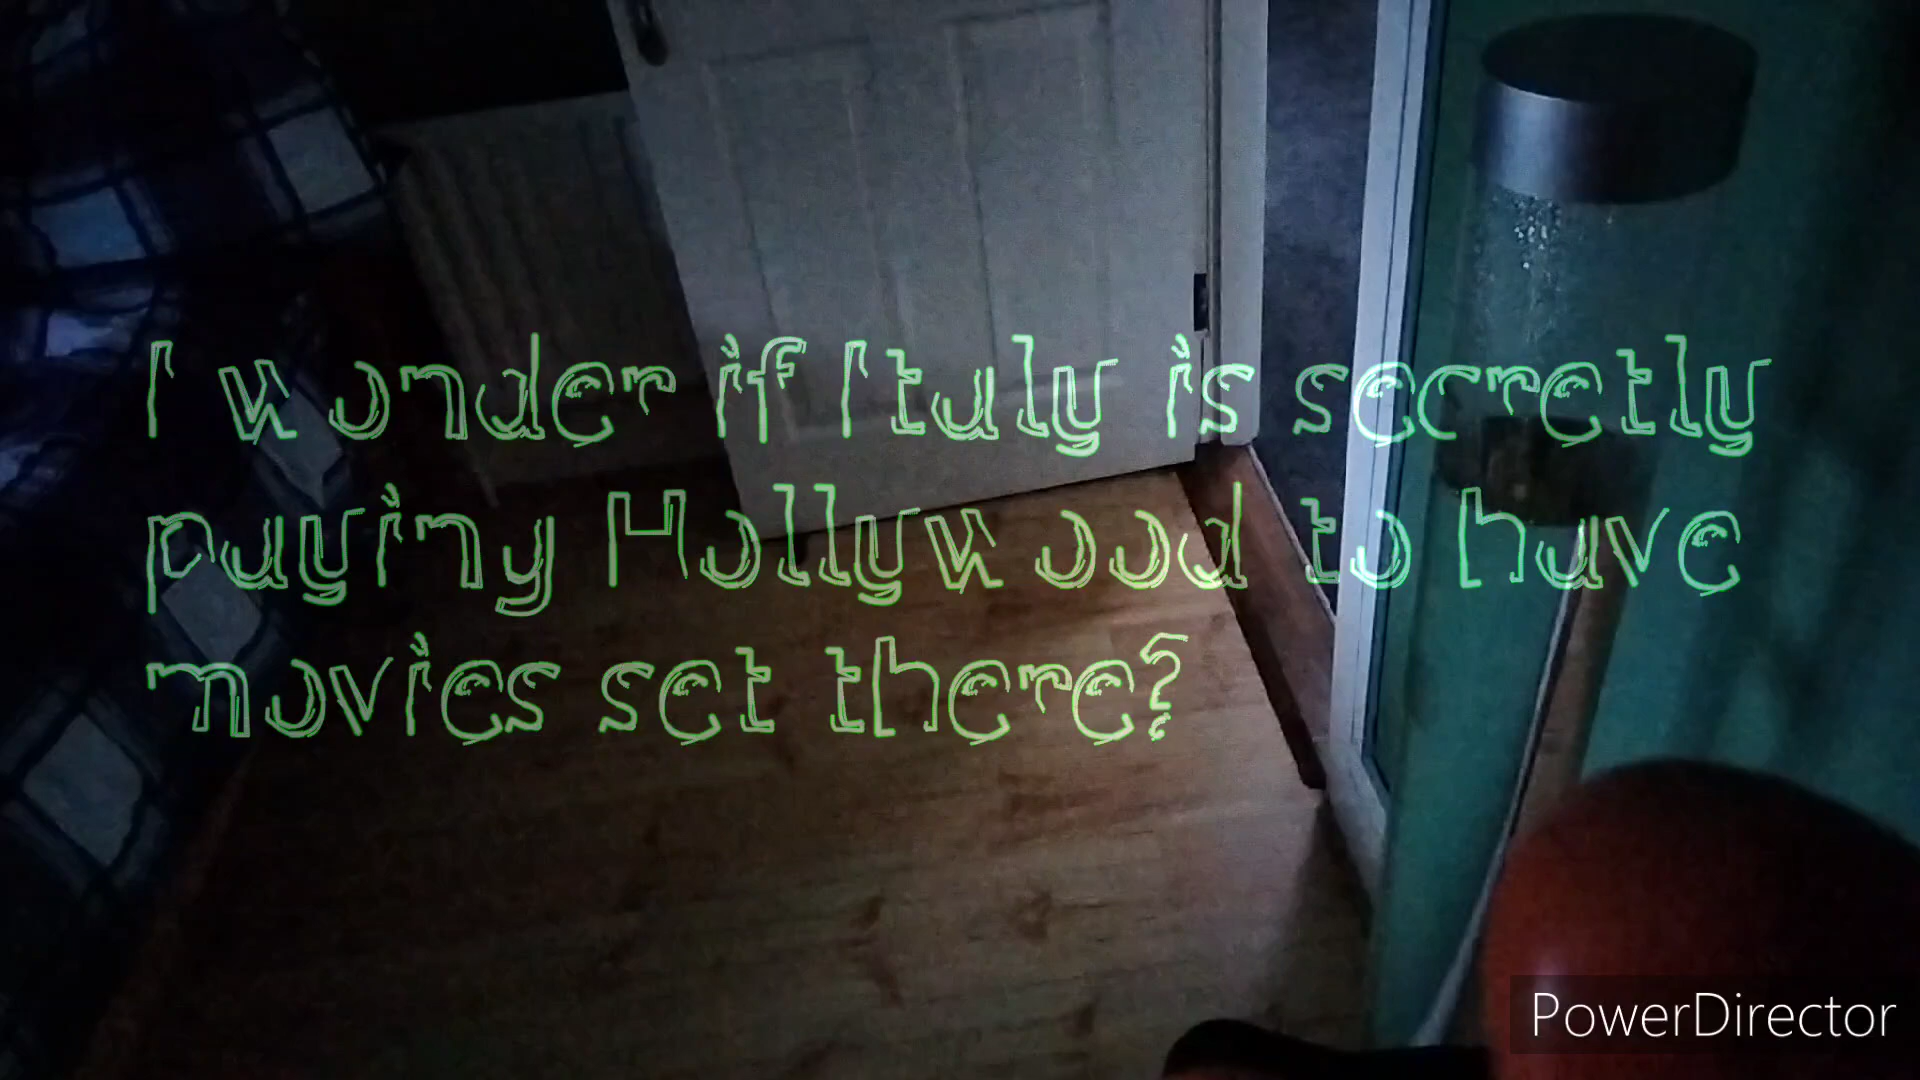 I wonder if Italy is secretly
paying Hollywood to have
movies set there?
PowerDirector